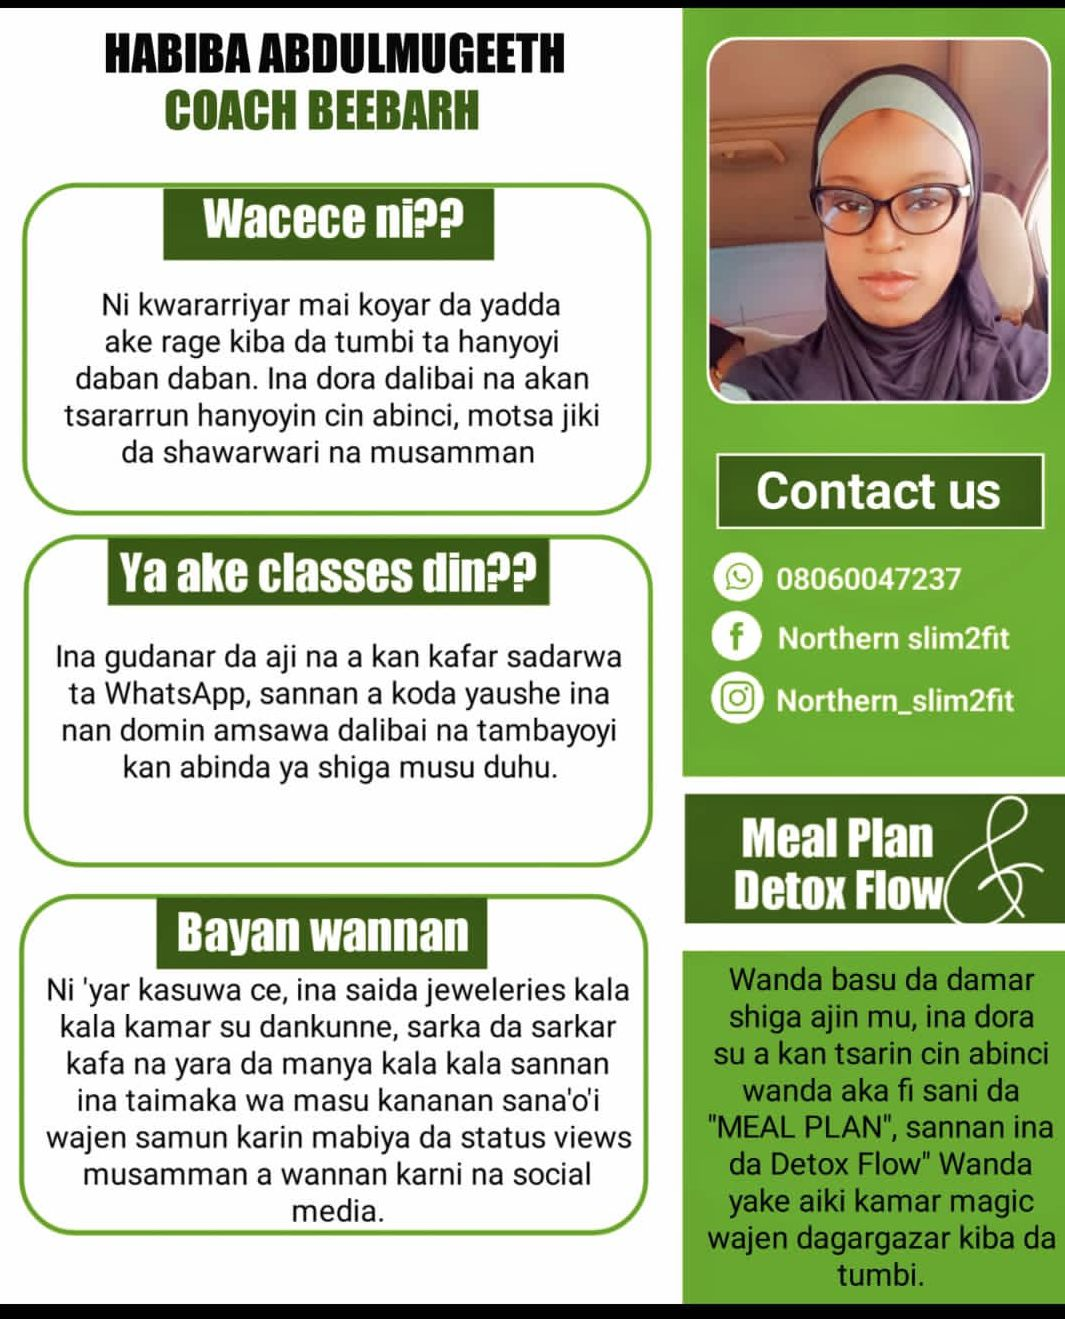 HABIBA ABDULMUGEETH
COACH BEEBARH
Wacece ni??
Ni kwararriyar mai koyar da yadda
ake rage kiba da tumbi ta hanyoyi
daban daban. Ina dora dalibai na akan
tsararrun hanyoyin cin abinci, motsa jiki
da shawarwari na musamman
Ya ake classes din??
Ina gudanar da aji na a kan kafar sadarwa
ta WhatsApp, sannan a koda yaushe ina
nan domin amsawa dalibai na tambayoyi
kan abinda ya shiga musu duhu.
Bayan wannan
Ni 'yar kasuwa ce, ina saida jeweleries kala
kala kamar su dankunne, sarka da sarkar
kafa na yara da manya kala kala sannan
ina taimaka wa masu kananan sana'o'i
wajen samun karin mabiya da status views
musamman a wannan karni na social
media.
Contact us
08060047237
Northern slim2fit
Northern_slim2fit
Meal Plan &
Detox Flow
Wanda basu da damar
shiga ajin mu, ina dora
su a kan tsarin cin abinci
wanda aka fi sani da
"MEAL PLAN", sannan ina
da Detox Flow" Wanda
yake aiki kamar magic
wajen dagargazar kiba da
tumbi.